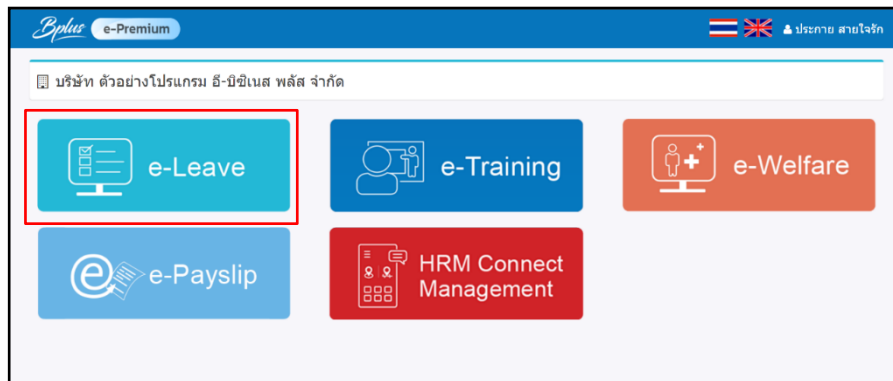 Bplus e-Premium
ประกาย สายใจรัก
บริษัท ตัวอย่างโปรแกรม อี-บิซิเนส พลัส จำกัด
e-Leave
e-Training
e-Welfare
e-Payslip
HRM Connect
Management